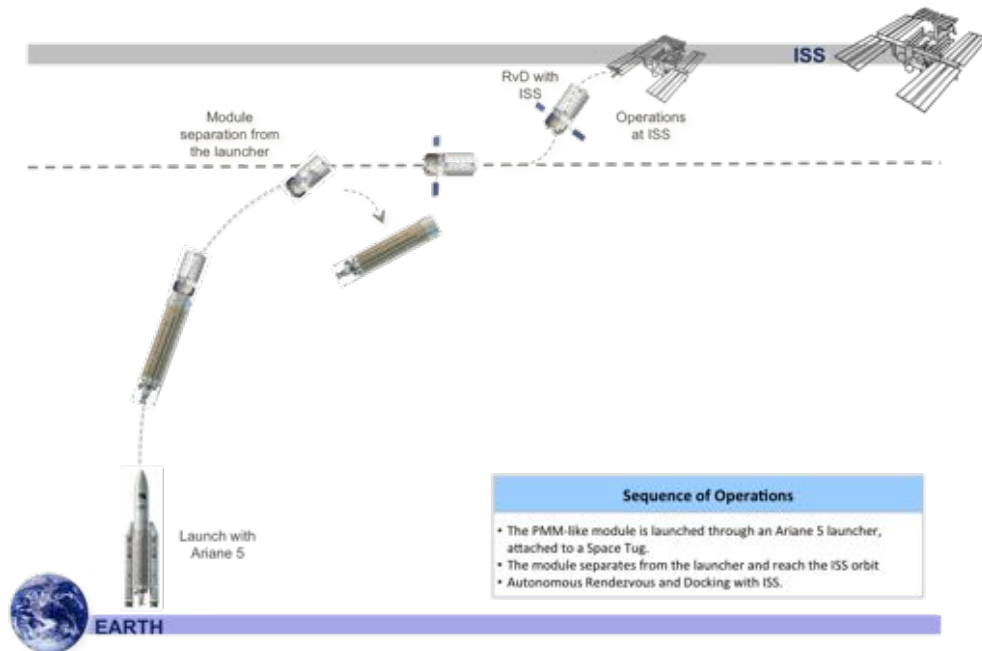 ISS
RvD with
ISS
Module
separation from
the launcher
Operations
at ISS
Launch with
Ariane 5
Sequence of Operations
• The PMM-like module is launched through an Ariane 5 launcher,
attached to a Space Tug.
• The module separates from the launcher and reach the ISS orbit
• Autonomous Rendezvous and Docking with ISS.
EARTH